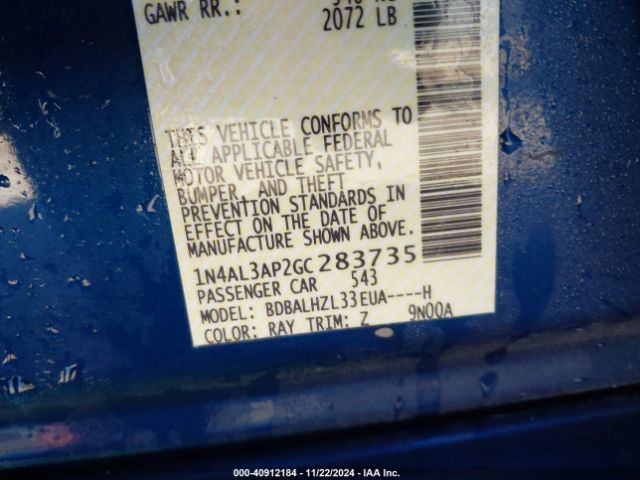 GAWR RR.:
2072 LB
THIS VEHICLE CONFORMS TO
ALL APPLICABLE FEDERAL
MOTOR VEHICLE SAFETY,
BUMPER, AND THEFT
PREVENTION STANDARDS IN
EFFECT ON THE DATE OF
MANUFACTURE SHOWN ABOVE.
1N4AL3AP2GC283735
PASSENGER CAR 543
MODEL: BDBALHZL33EUA----H
COLOR: RAY TRIM: Z 9N00A
000-40912184 - 11/22/2024 - IAA Inc.